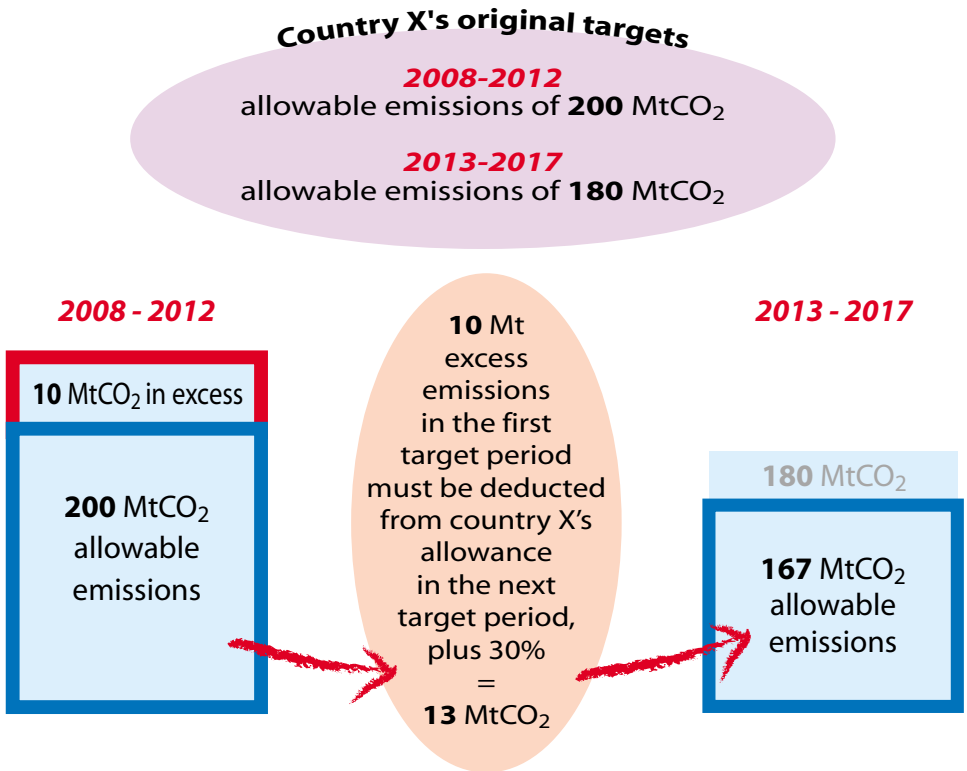 Country X's original targets
2008-2012
allowable emissions of 200 MtCO₂
2013-2017
allowable emissions of 180 MtCO₂
2008 - 2012
10 MtCO₂ in excess
200 MtCO₂
allowable
emissions
10 Mt
excess
emissions
in the first
target period
must be deducted
from country X’s
allowance
in the next
target period,
plus 30%
=
13 MtCO₂
2013 - 2017
180 MtCO₂
167 MtCO₂
allowable
emissions